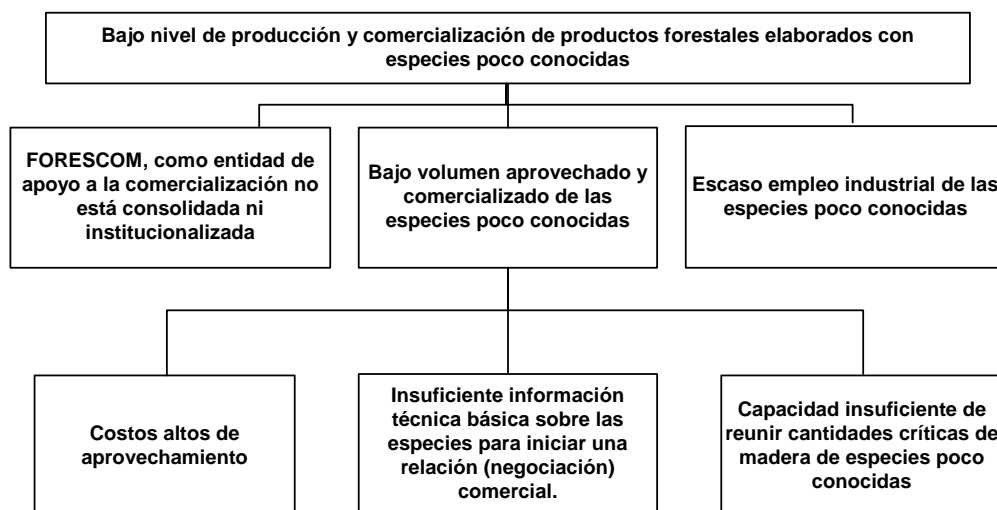 Bajo nivel de producción y comercialización de productos forestales elaborados con
especies poco conocidas
FORESCOM, como entidad de
apoyo a la comercialización no
está consolidada ni
institucionalizada
Bajo volumen aprovechado y
comercializado de las
especies poco conocidas
Escaso empleo industrial de las
especies poco conocidas
Costos altos de
aprovechamiento
Insuficiente información
técnica básica sobre las
especies para iniciar una
relación (negociación)
comercial.
Capacidad insuficiente de
reunir cantidades críticas de
madera de especies poco
conocidas